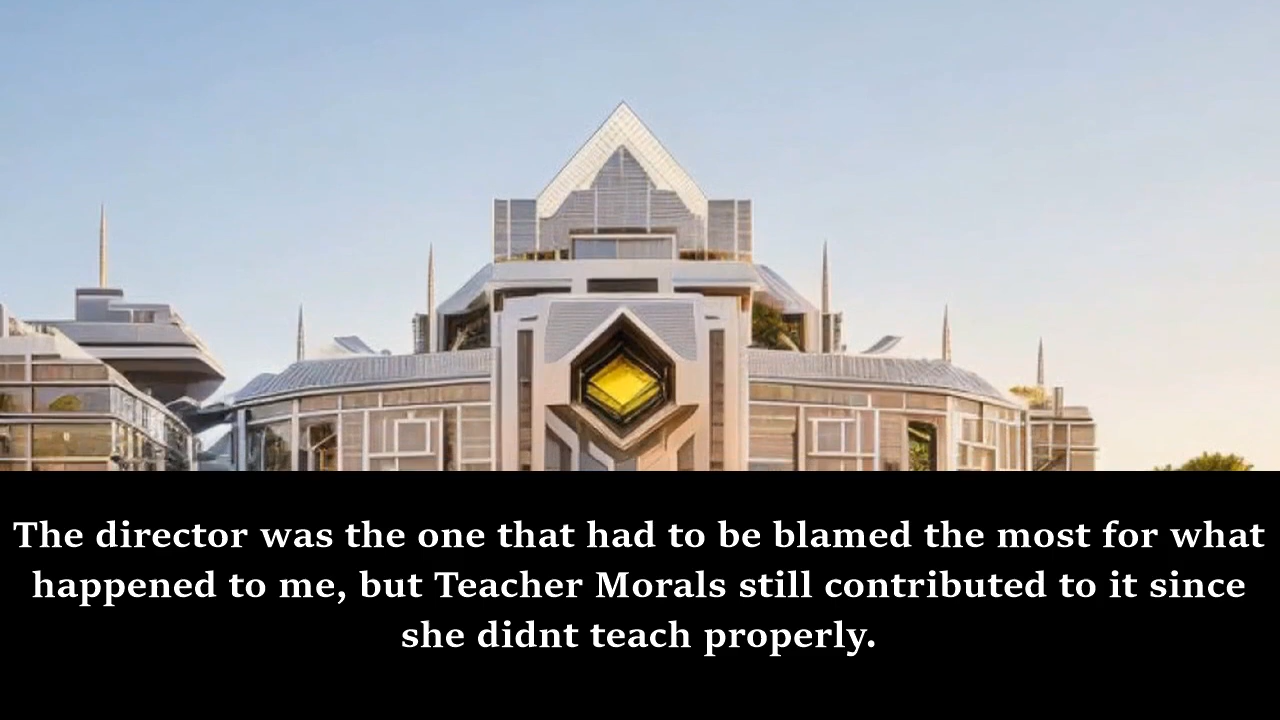 The director was the one that had to be blamed the most for what
happened to me, but Teacher Morals still contributed to it since
she didnt teach properly.